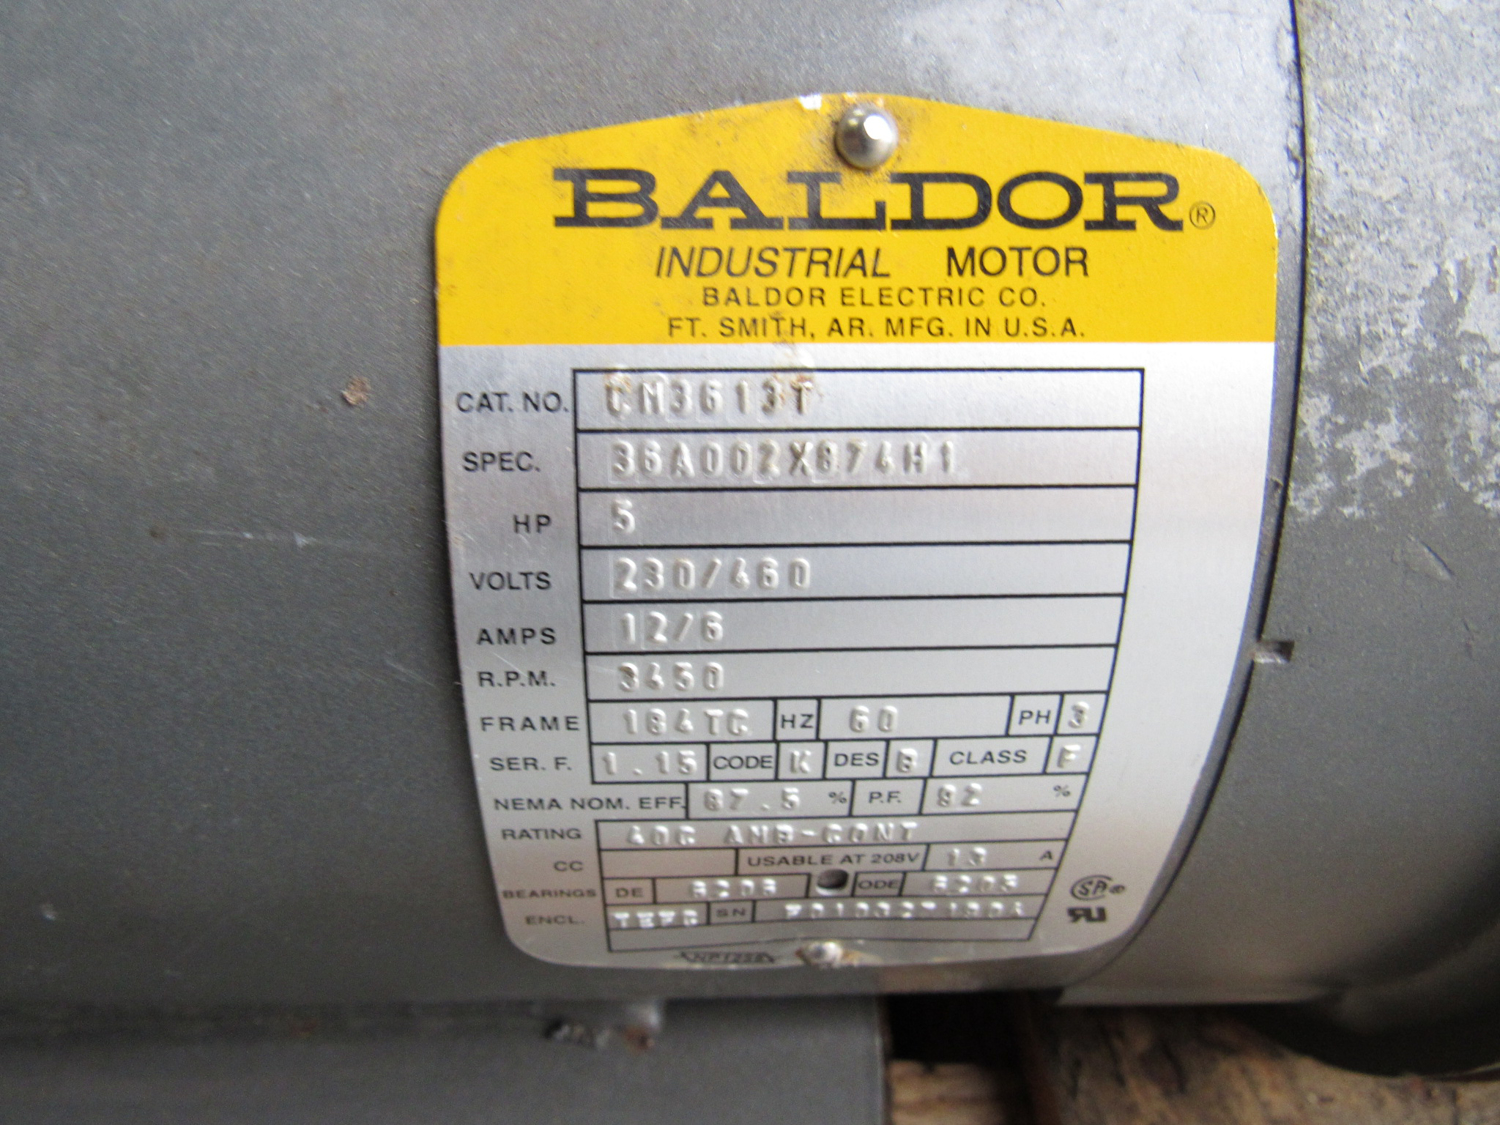 BALDOR®
INDUSTRIAL MOTOR
BALDOR ELECTRIC CO.
FT. SMITH, AR. MFG. IN U.S.A.
CAT. NO. CM3613T
SPEC. 36A002X874H1
HP 5
VOLTS 230/460
AMPS 12/6
R.P.M. 3450
FRAME 184TC HZ 60 PH 3
SER. F. 1.15 CODE K DES B CLASS F
NEMA NOM. EFF. 87.5 % P.F. 92 %
RATING 40C AMB-CONT
CC USABLE AT 208V 13 A
BEARINGS DE 6206 ODE 6205
ENCL. TEFC SN